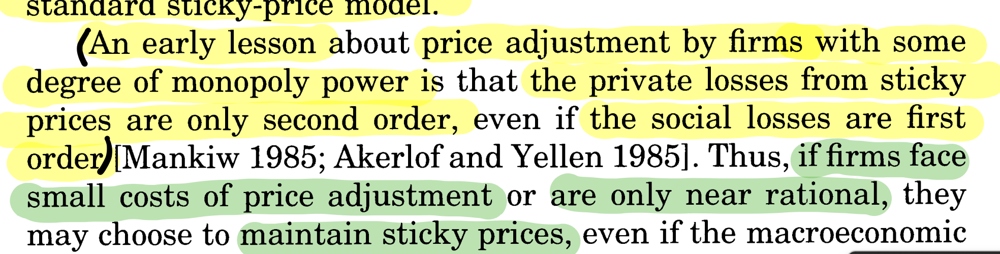 standard sticky-price model.
(An early lesson about price adjustment by firms with some
degree of monopoly power is that the private losses from sticky
prices are only second order, even if the social losses are first
order) [Mankiw 1985; Akerlof and Yellen 1985]. Thus, if firms face
small costs of price adjustment or are only near rational, they
may choose to maintain sticky prices, even if the macroeconomic